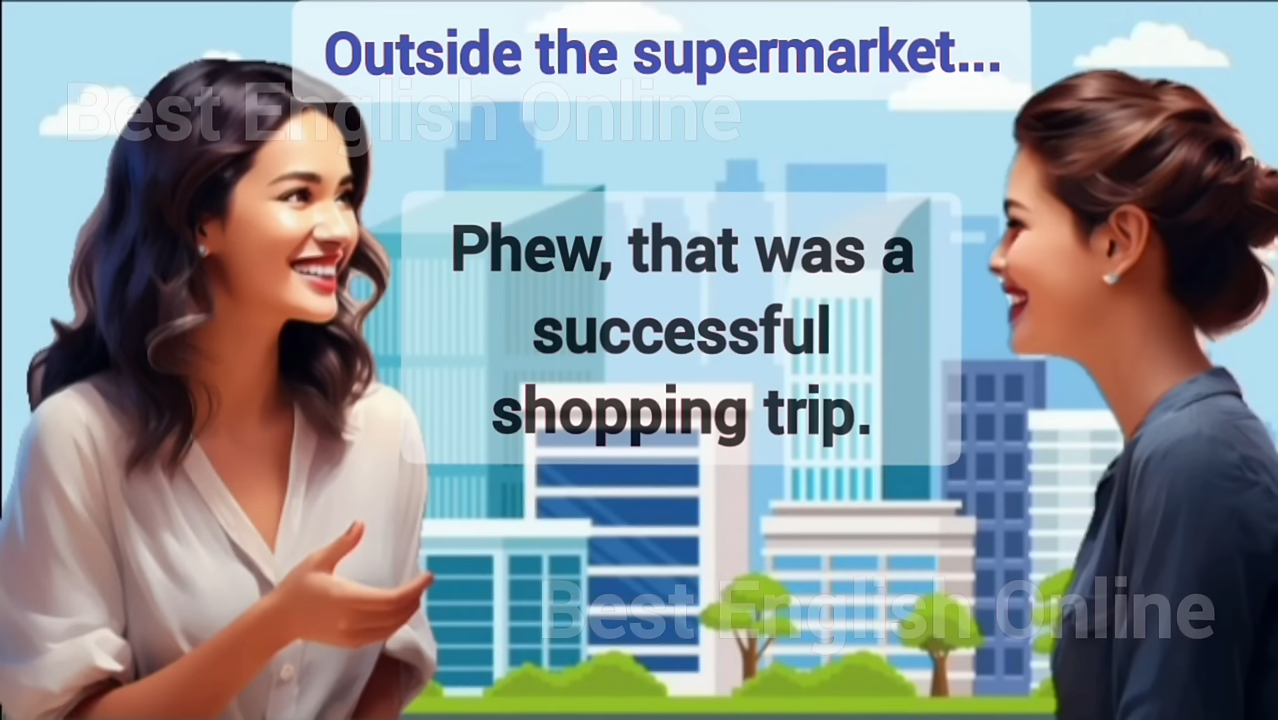 Outside the supermarket...
Best English Online
Phew, that was a
successful
shopping trip.
Best English Online